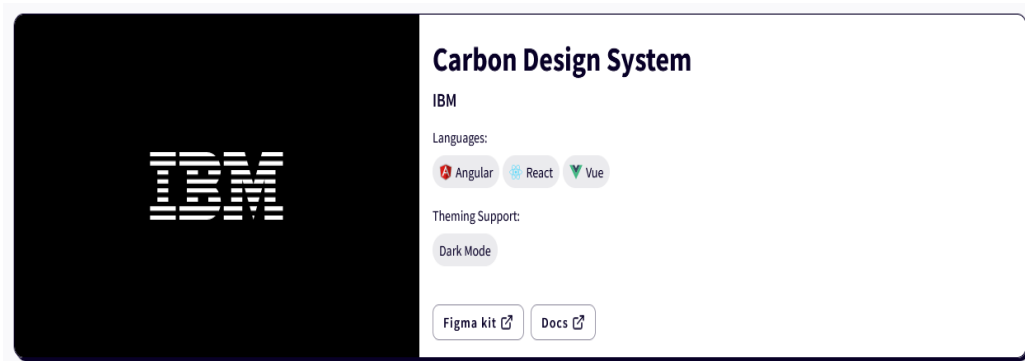 IBM
Carbon Design System
IBM
Languages:
Angular React Vue
Theming Support:
Dark Mode
Figma kit Docs